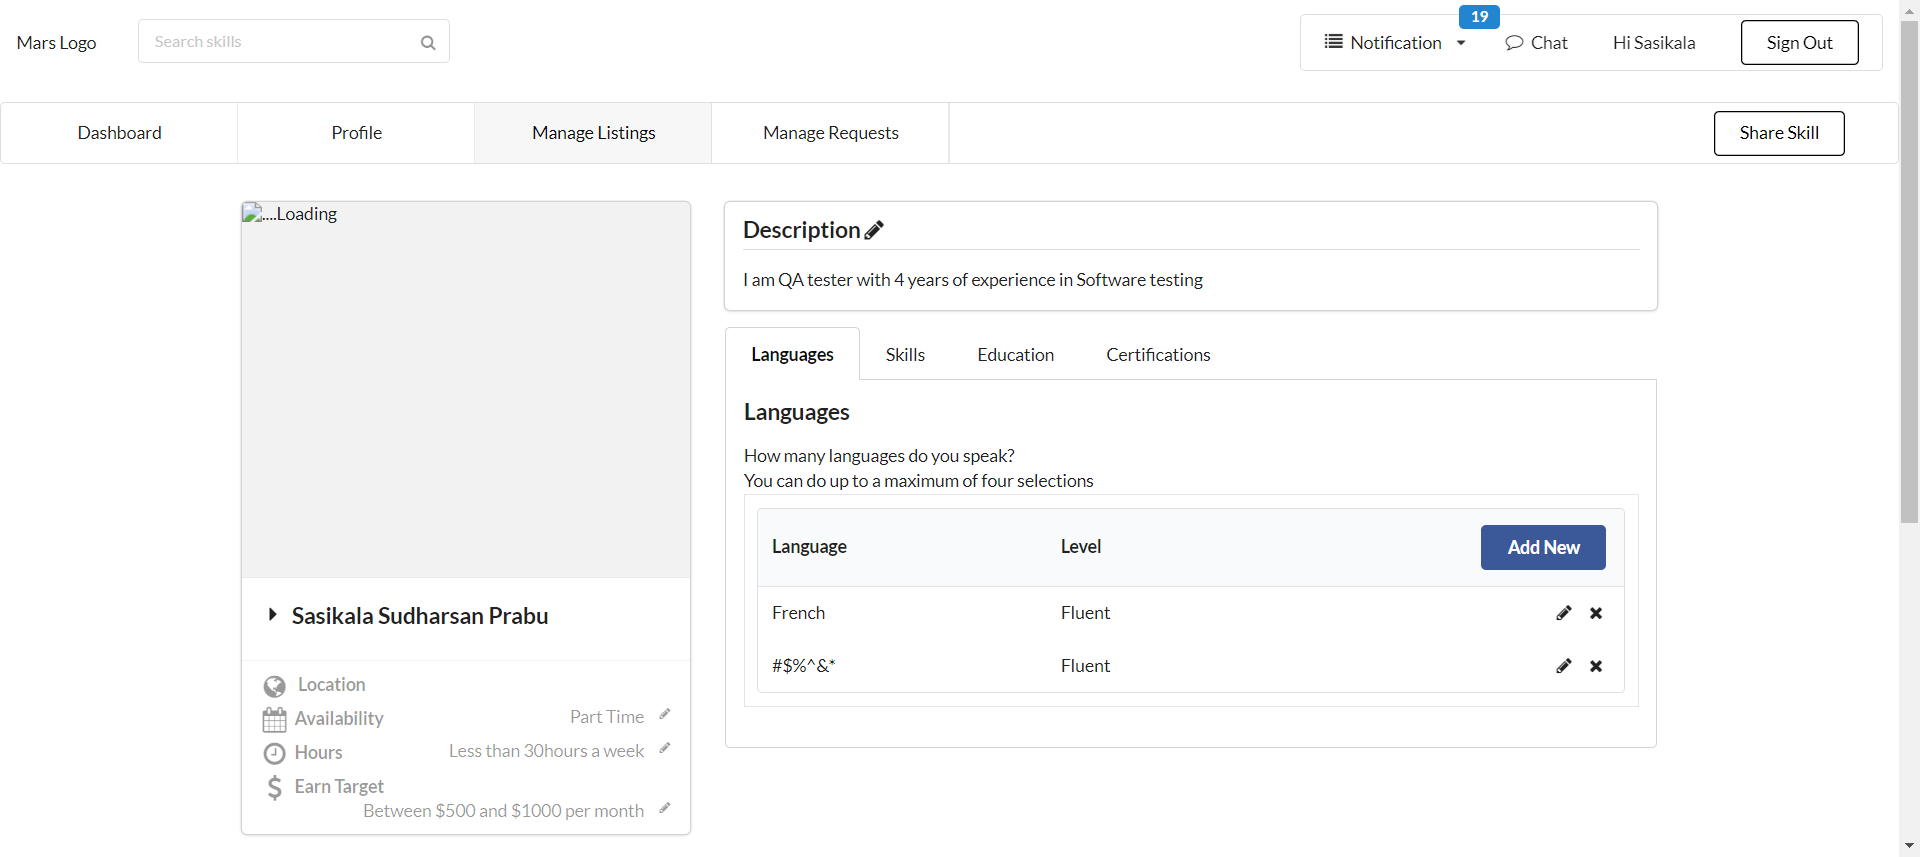 Mars Logo
Search skills
19
Notification
Chat
Hi Sasikala
Sign Out
Dashboard
Profile
Manage Listings
Manage Requests
Share Skill
....Loading
Sasikala Sudharsan Prabu
Location
Availability
Part Time
Hours
Less than 30hours a week
Earn Target
Between $500 and $1000 per month
Description
I am QA tester with 4 years of experience in Software testing
Languages
Skills
Education
Certifications
Languages
How many languages do you speak?
You can do up to a maximum of four selections
Language
Level
Add New
French
Fluent
#$%^&*
Fluent